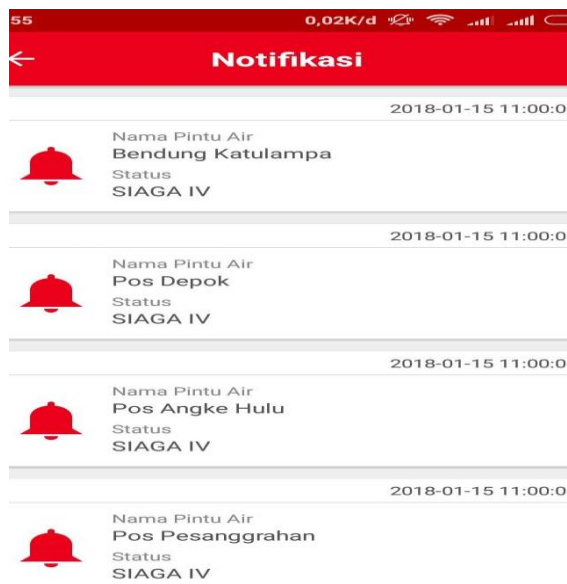 55 0,02K/d
Notifikasi
2018-01-15 11:00:0
Nama Pintu Air
Bendung Katulampa
Status
SIAGA IV
2018-01-15 11:00:0
Nama Pintu Air
Pos Depok
Status
SIAGA IV
2018-01-15 11:00:0
Nama Pintu Air
Pos Angke Hulu
Status
SIAGA IV
2018-01-15 11:00:0
Nama Pintu Air
Pos Pesanggrahan
Status
SIAGA IV